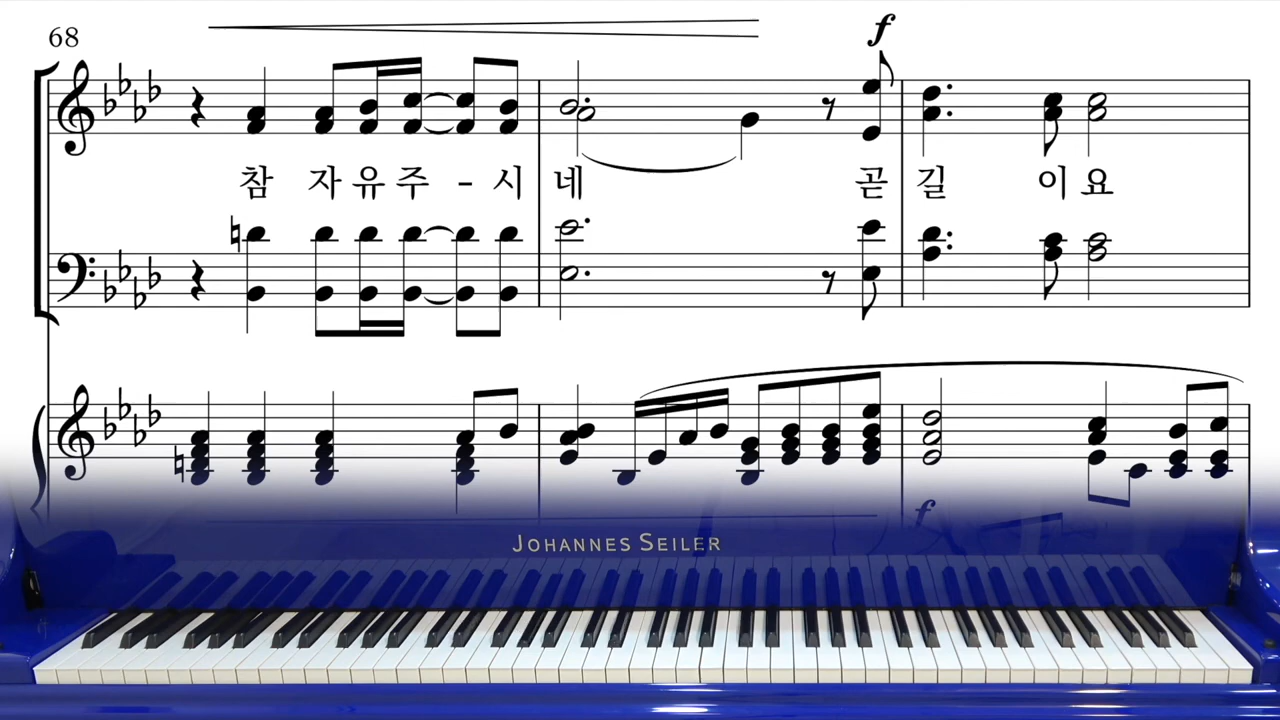 68
f
참 자 유 주 - 시 네 곧 길 이 요
f
JOHANNES SEILER